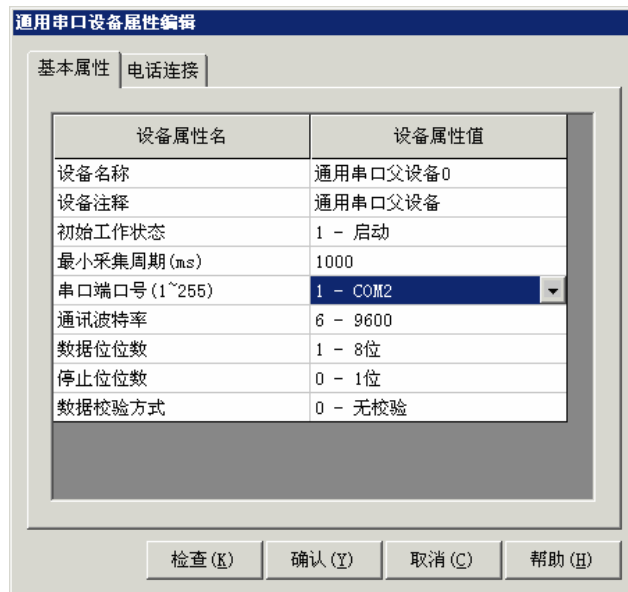 通用串口设备属性编辑
基本属性 电话连接
设备属性名 设备属性值
设备名称 通用串口父设备0
设备注释 通用串口父设备
初始工作状态 1 - 启动
最小采集周期(ms) 1000
串口端口号(1~255) 1 - COM2
通讯波特率 6 - 9600
数据位位数 1 - 8位
停止位位数 0 - 1位
数据校验方式 0 - 无校验
检查(K) 确认(Y) 取消(C) 帮助(H)